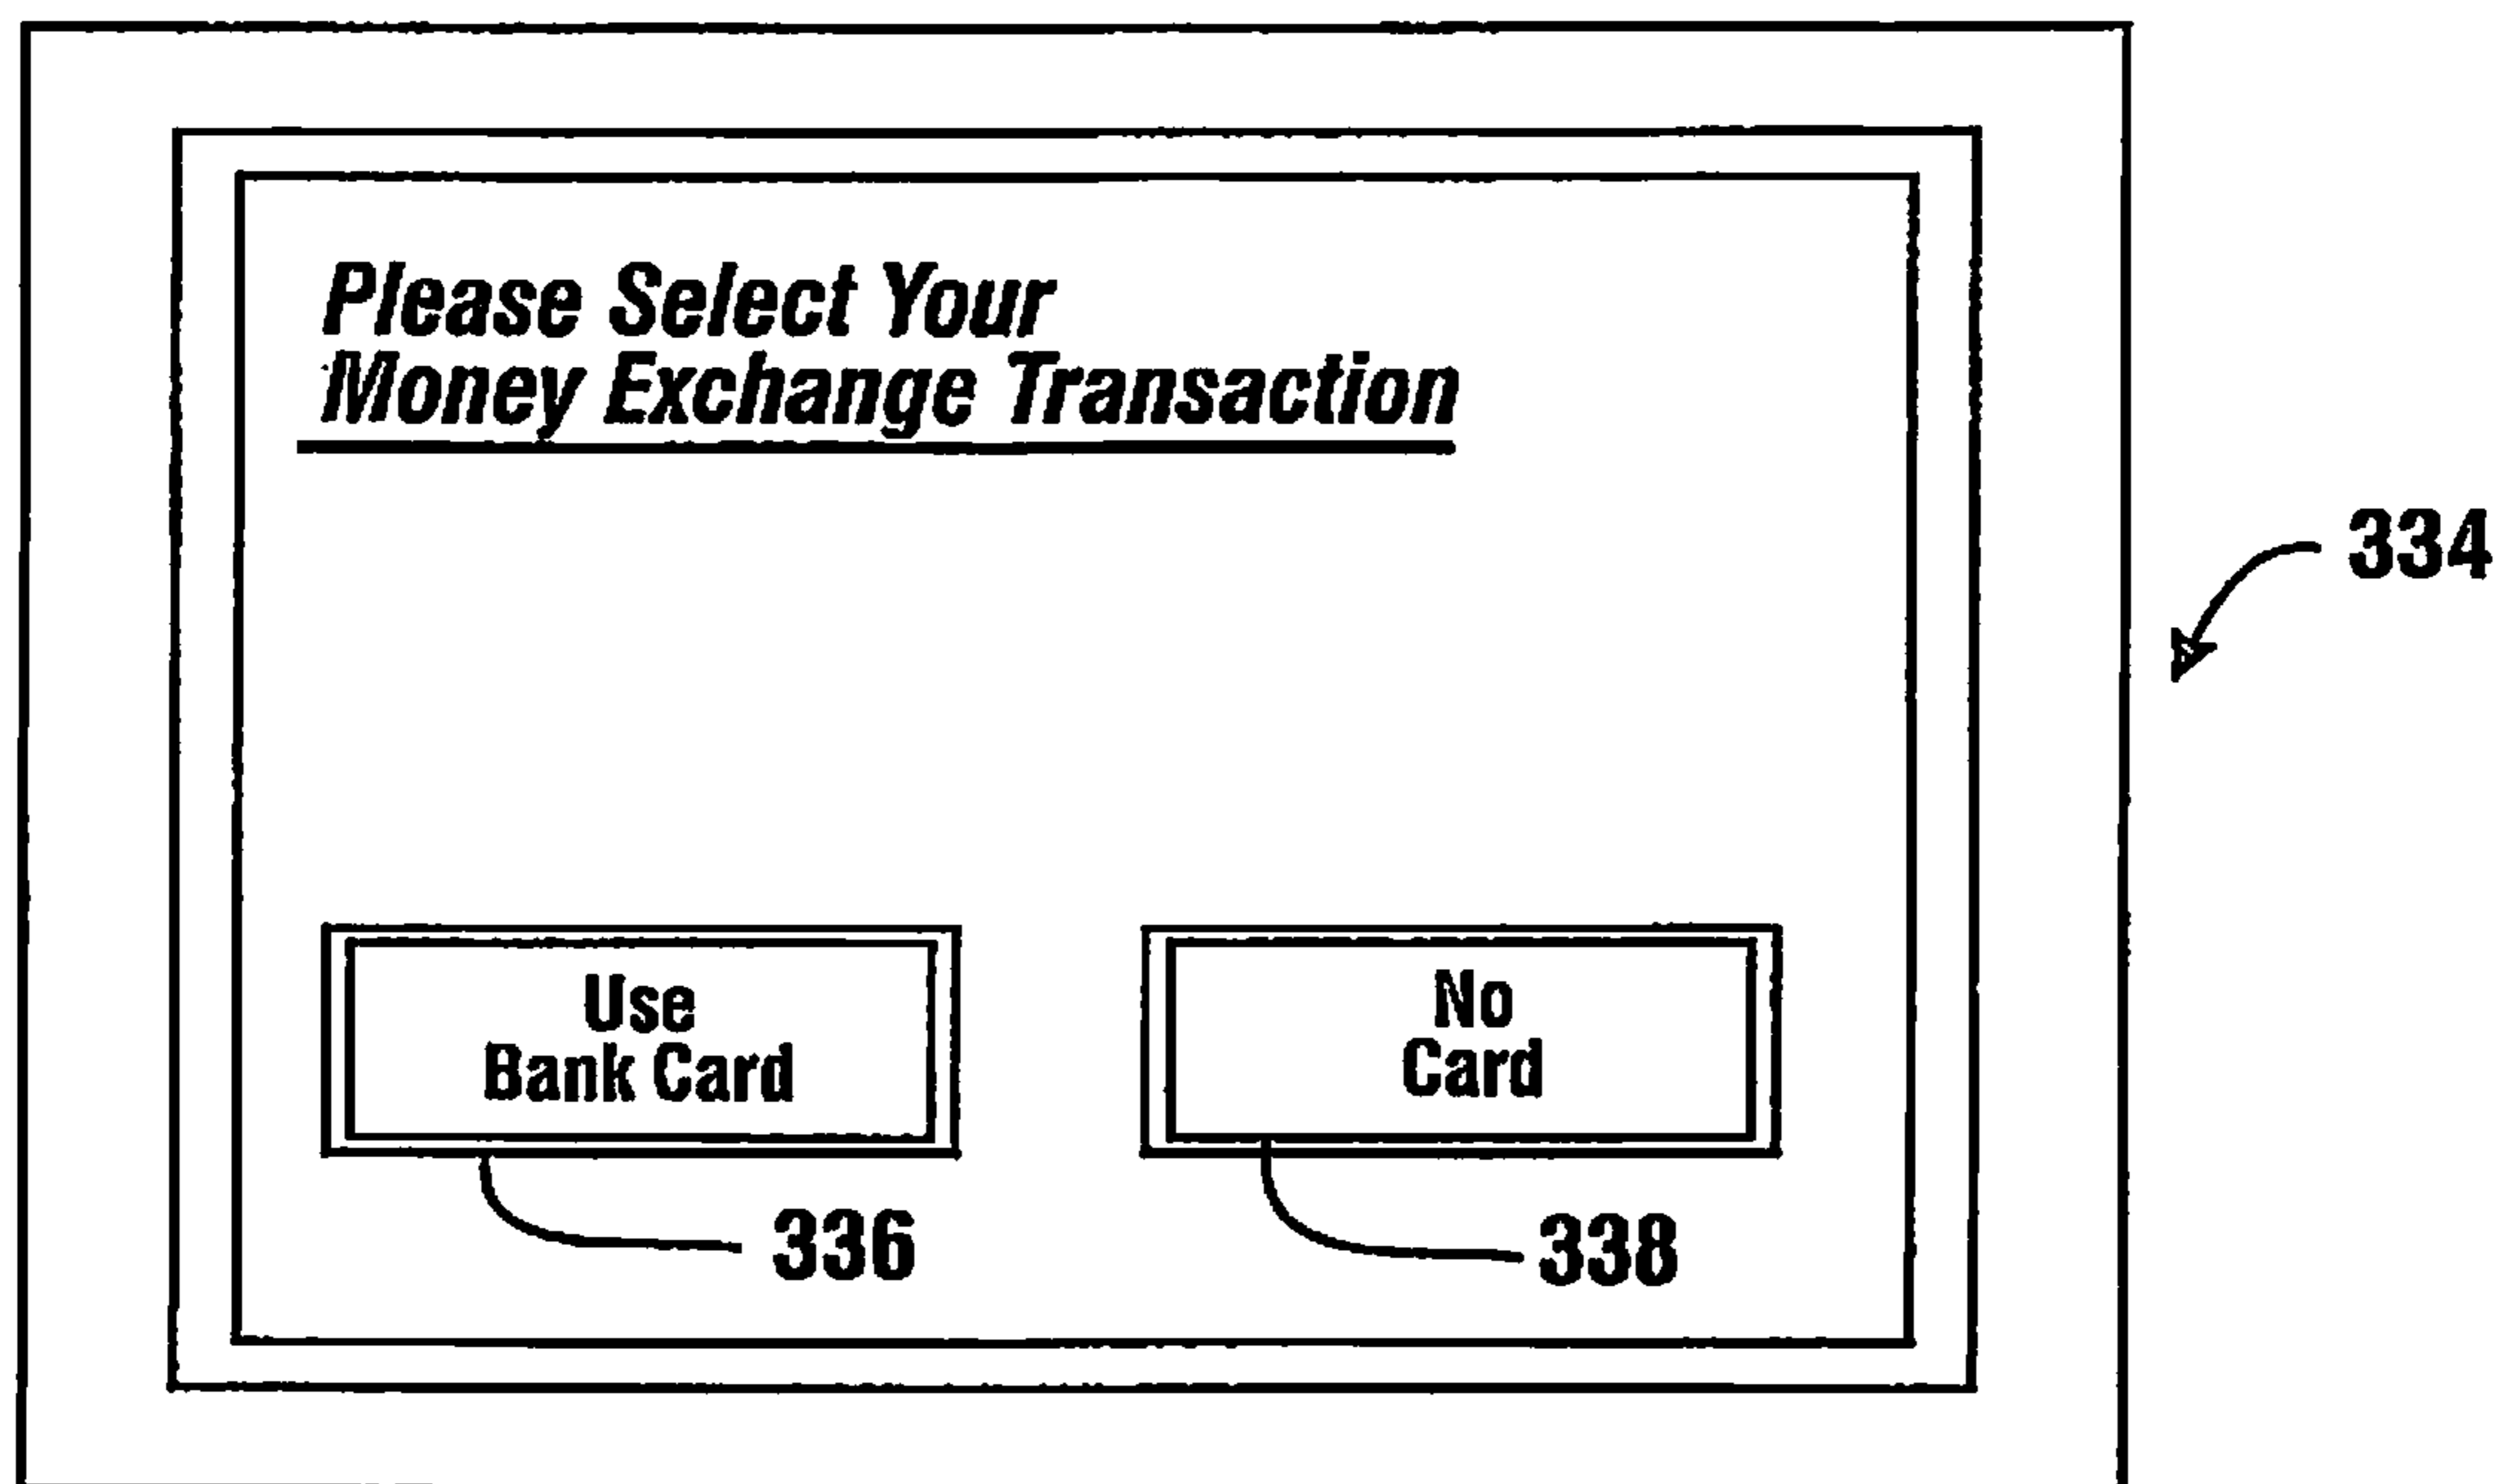 Please Select Your
Money Exchange Transaction
334
Use
Bank Card
No
Card
336
338